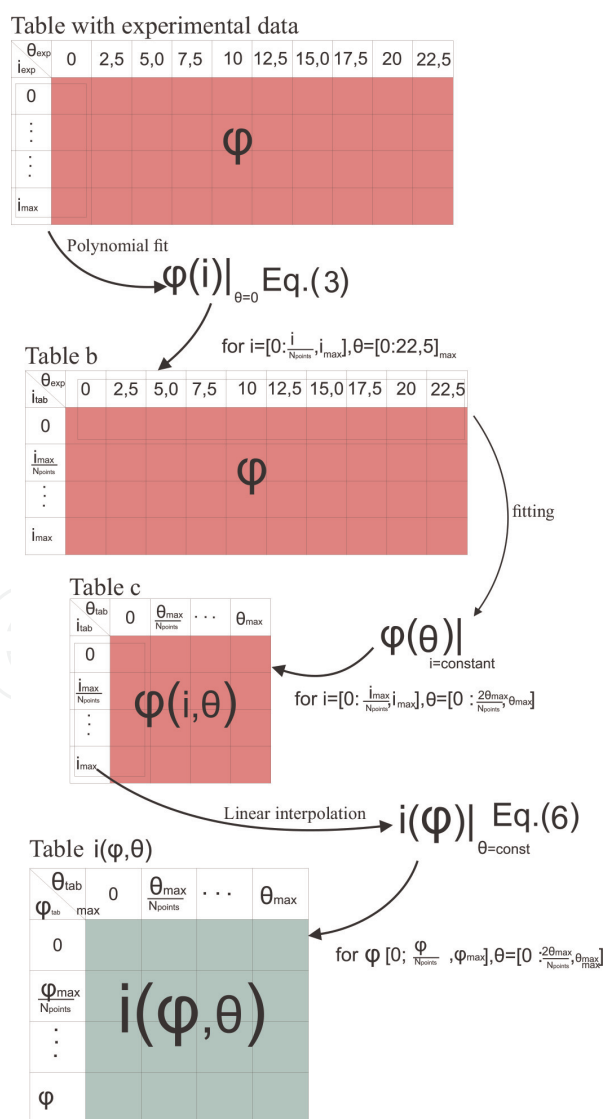 Table with experimental data
θexp 0 2,5 5,0 7,5 10 12,5 15,0 17,5 20 22,5
iexp
0
φ
imax
Polynomial fit
φ(i)|θ=0 Eq.(3)
for i=[0:i/Npoints,imax],θ=[0:22,5]max
Table b
θexp 0 2,5 5,0 7,5 10 12,5 15,0 17,5 20 22,5
itab
0
imax/Npoints φ
⋮
imax
fitting
Table c
θtab 0 θmax/Npoints ... θmax
itab
0
φ(θ)|i=constant
imax/Npoints φ(i,θ)
for i=[0: imax/Npoints,imax],θ=[0 : 2θmax/Npoints,θmax]
⋮
imax
Linear interpolation
i(φ)|θ=const Eq.(6)
Table i(φ,θ)
θtab 0 θmax/Npoints ... θmax
φtab max
0
for φ [0; φ/Npoints ,φmax],θ=[0 :2θmax/Npoints,θmax]max
φmax/Npoints i(φ,θ)
⋮
φ